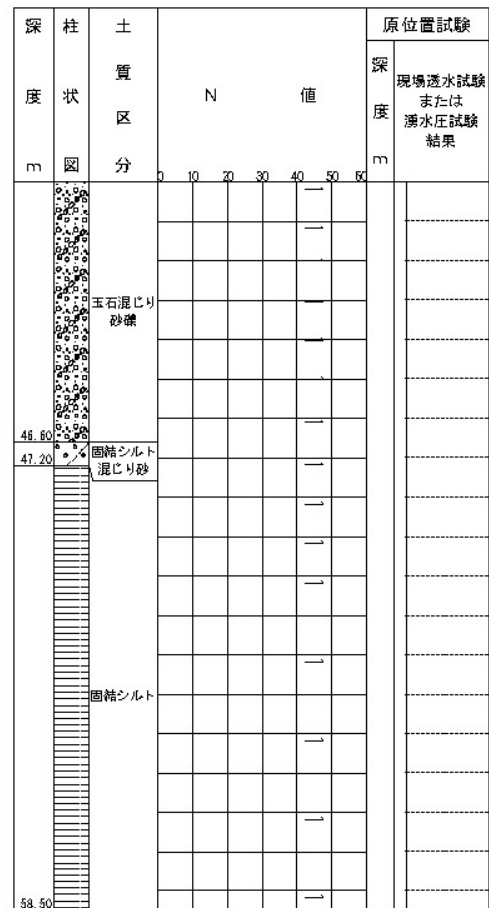 深度m
柱状図
土質区分
N 値
0 10 20 30 40 50 60
原位置試験
深度m
現場透水試験
または
湧水圧試験
結果
玉石混じり
砂礫
46.60
固結シルト
混じり砂
47.20
固結シルト
58.50